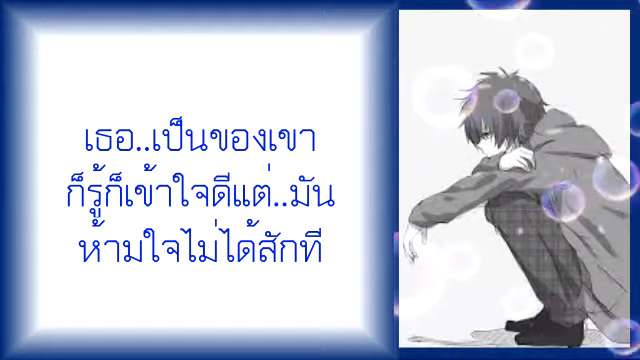 เธอ..เป็นของเขา
ก็รู้ก็เข้าใจดีแต่..มัน
ห้ามใจไม่ได้สักที